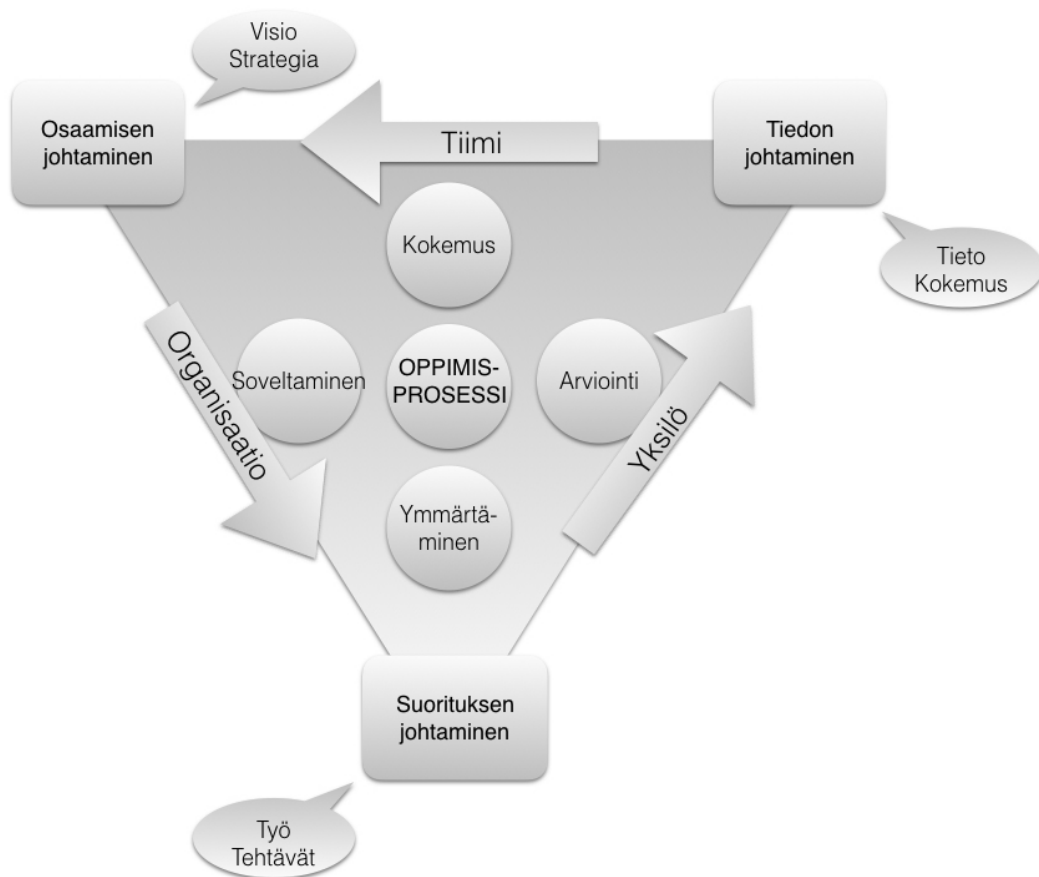 Visio
Strategia
Osaamisen
johtaminen
Tiimi
Tiedon
johtaminen
Kokemus
Tieto
Kokemus
Organisaatio
Soveltaminen
OPPIMIS-
PROSESSI
Arviointi
Yksilö
Ymmärtä-
minen
Suorituksen
johtaminen
Työ
Tehtävät